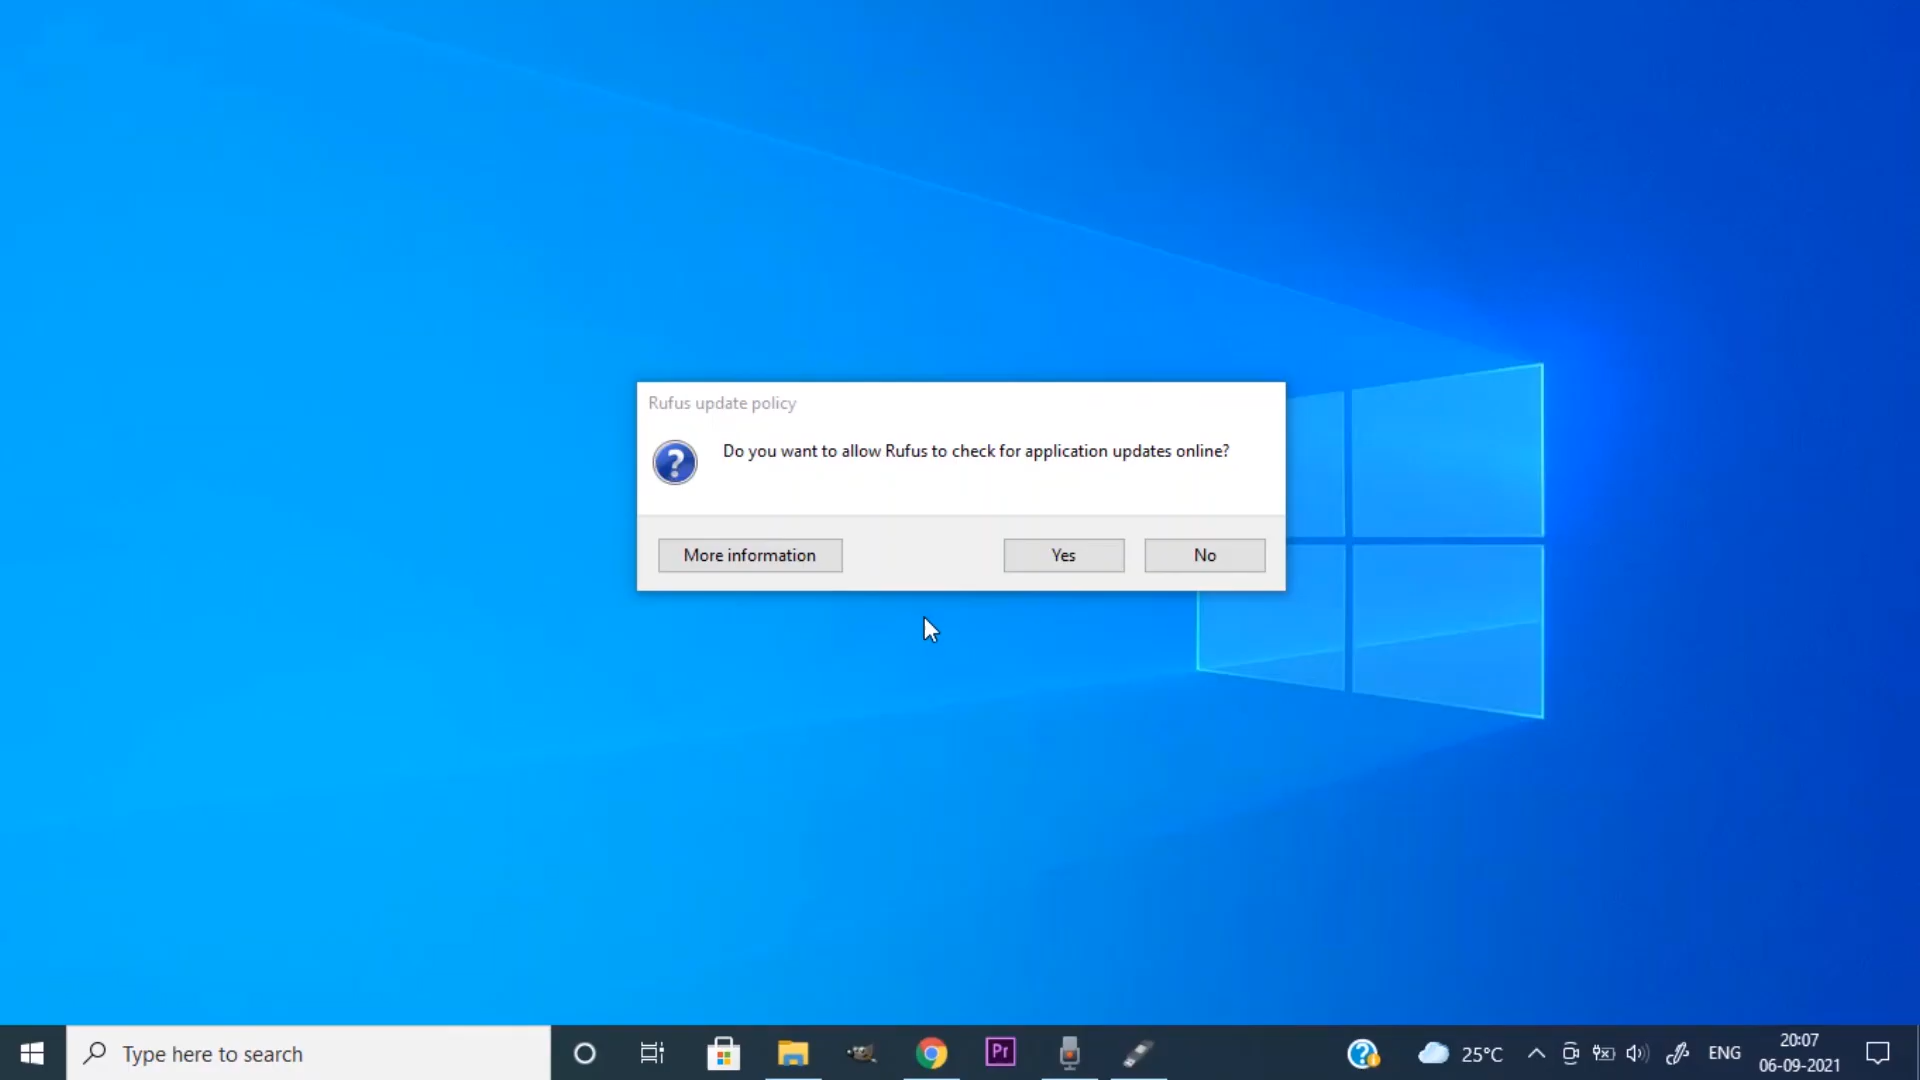 Rufus update policy
Do you want to allow Rufus to check for application updates online?
More information
Yes
No
Type here to search
Pr
25°C
ENG
20:07
06-09-2021